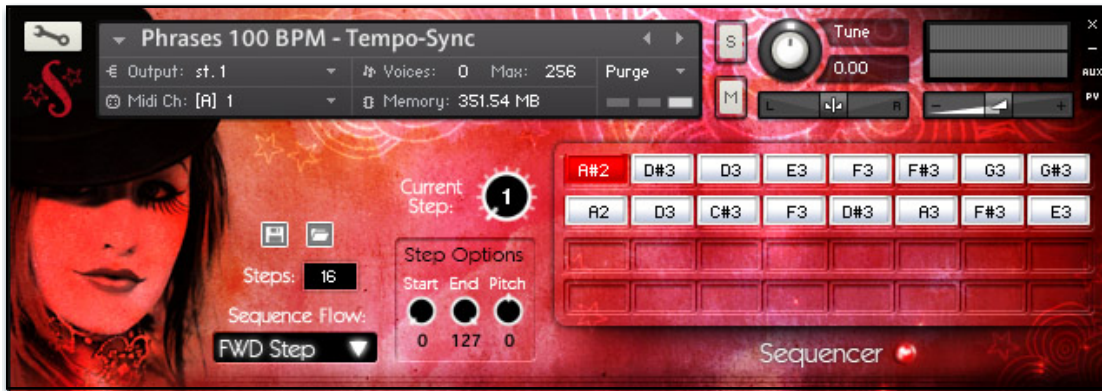 Phrases 100 BPM - Tempo-Sync
Output: st. 1
Voices: 0 Max: 256 Purge
Midi Ch: [A] 1
Memory: 351.54 MB
S
M
Tune
0.00
L R
- +
×
-
AUX
PV
Current Step: 1
Steps: 16
Sequence Flow:
FWD Step
Step Options
Start End Pitch
0 127 0
A#2 D#3 D3 E3 F3 F#3 G3 G#3
A2 D3 C#3 F3 D#3 A3 F#3 E3
Sequencer